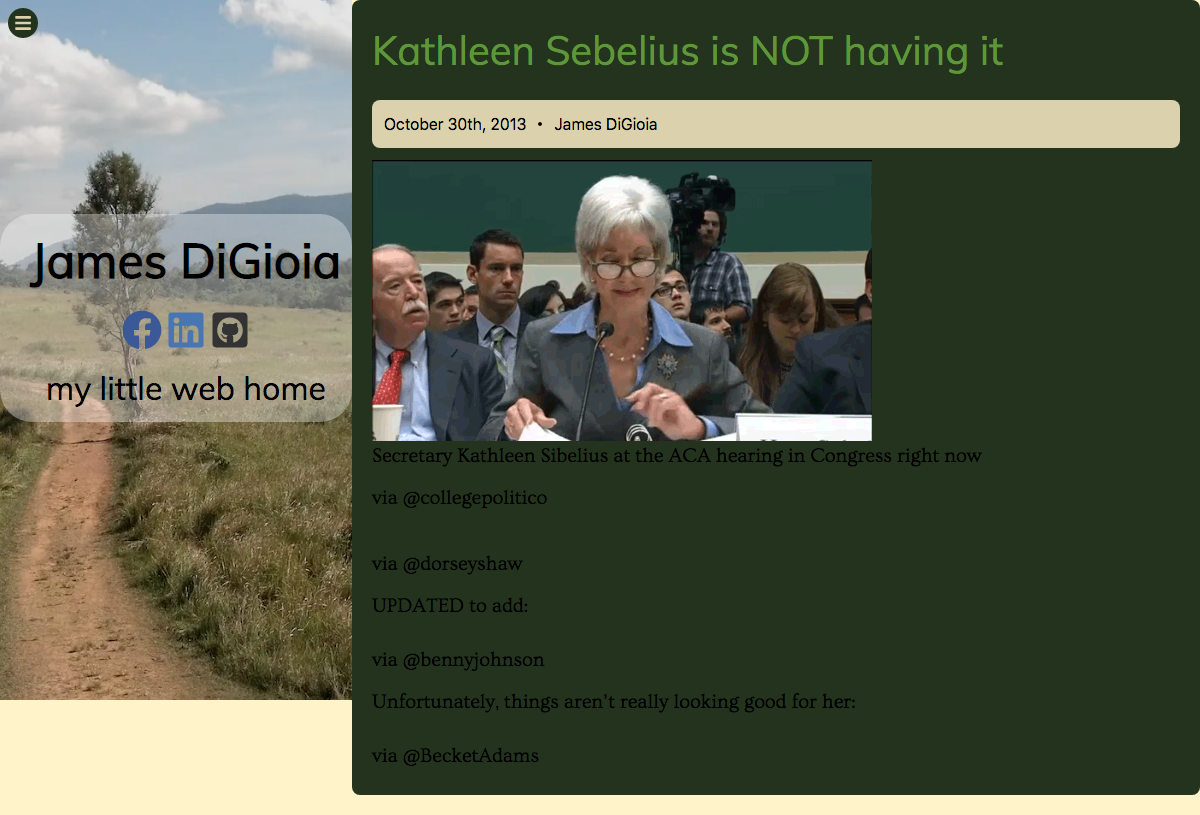 James DiGioia
my little web home
Kathleen Sebelius is NOT having it
October 30th, 2013 • James DiGioia
Secretary Kathleen Sibelius at the ACA hearing in Congress right now
via @collegepolitico
via @dorseyshaw
UPDATED to add:
via @bennyjohnson
Unfortunately, things aren’t really looking good for her:
via @BecketAdams